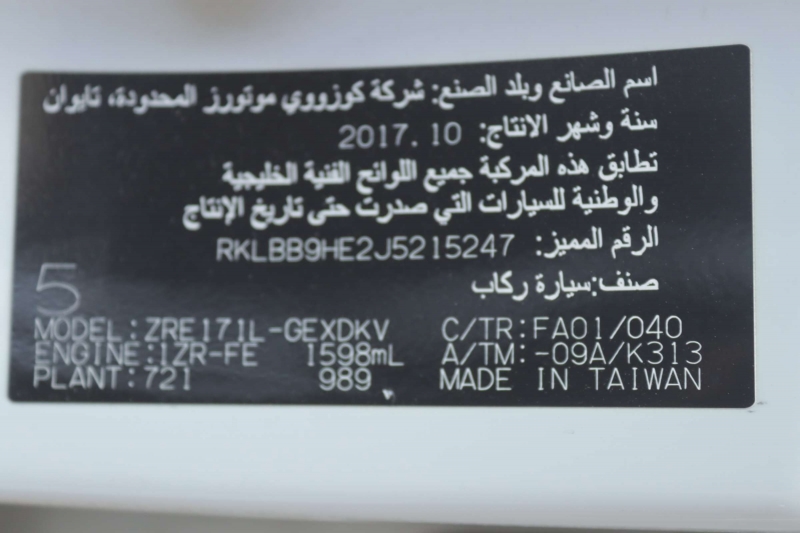 اسم الصانع وبلد الصنع: شركة كوزووي موتورز المحدودة، تايوان
سنة وشهر الانتاج: 2017.10
تطابق هذه المركبة جميع اللوائح الفنية الخليجية
والوطنية للسيارات التي صدرت حتى تاريخ الإنتاج
الرقم المميز: RKLBB9HE2J5215247
صنف:سيارة ركاب
5
MODEL:ZRE171L-GEXDKV C/TR:FA01/040
ENGINE:1ZR-FE 1598mL A/TM:-09A/K313
PLANT:721 989 MADE IN TAIWAN